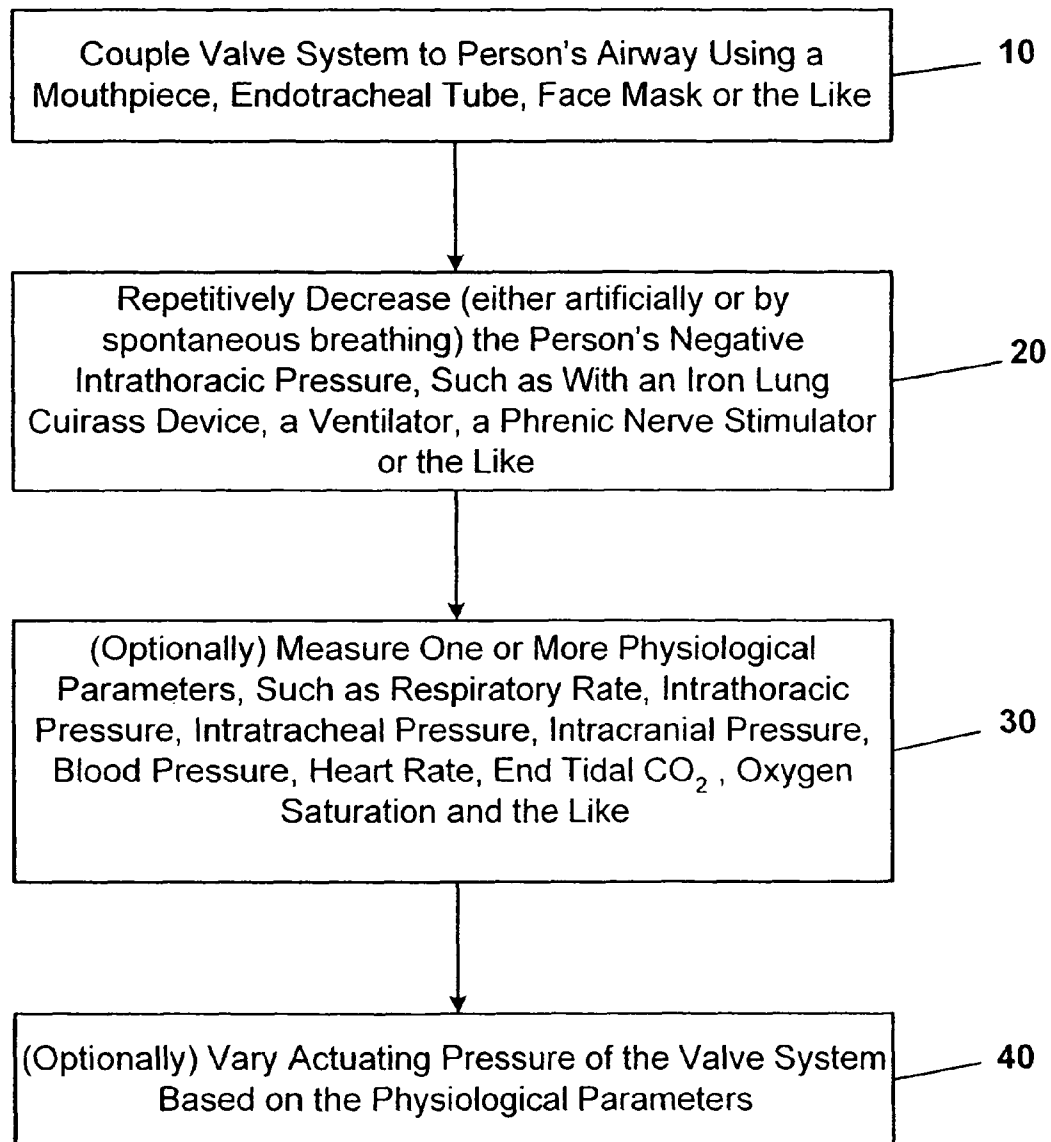 Couple Valve System to Person's Airway Using a
Mouthpiece, Endotracheal Tube, Face Mask or the Like
10
Repetitively Decrease (either artificially or by
spontaneous breathing) the Person's Negative
Intrathoracic Pressure, Such as With an Iron Lung
Cuirass Device, a Ventilator, a Phrenic Nerve Stimulator
or the Like
20
(Optionally) Measure One or More Physiological
Parameters, Such as Respiratory Rate, Intrathoracic
Pressure, Intratracheal Pressure, Intracranial Pressure,
Blood Pressure, Heart Rate, End Tidal CO2 , Oxygen
Saturation and the Like
30
(Optionally) Vary Actuating Pressure of the Valve System
Based on the Physiological Parameters
40